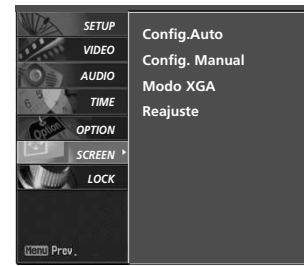 SETUP
VIDEO
AUDIO
TIME
OPTION
SCREEN
LOCK
Menu Prev.
Config.Auto
Config. Manual
Modo XGA
Reajuste